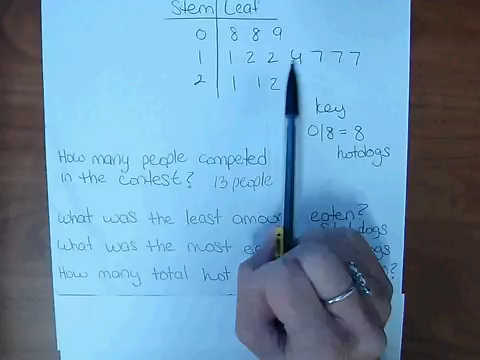 Stem Leaf
0 8 8 9
1 1 2 2 4 7 7 7
2 1 1 2
key
0|8 = 8
hotdogs
How many people competed
in the contest? 13 people
what was the least amou eaten?
what was the most
How many total hot